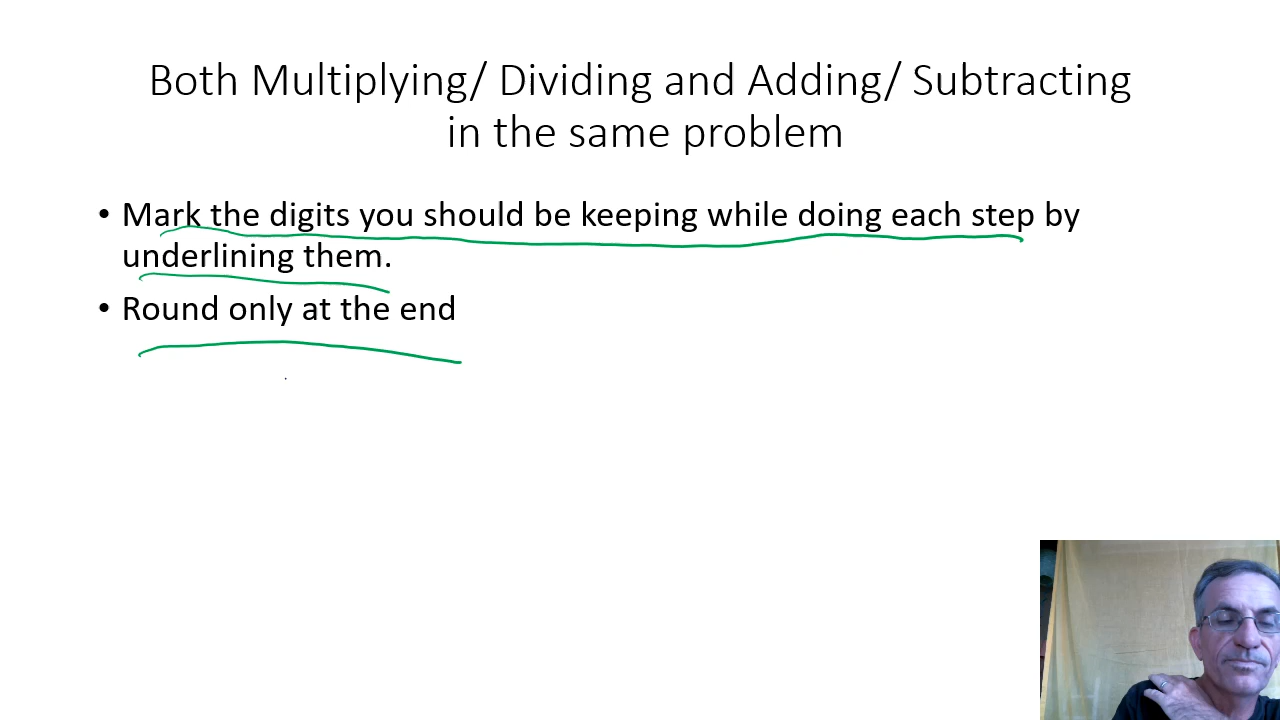 Both Multiplying/ Dividing and Adding/ Subtracting
in the same problem
• Mark the digits you should be keeping while doing each step by
underlining them.
• Round only at the end